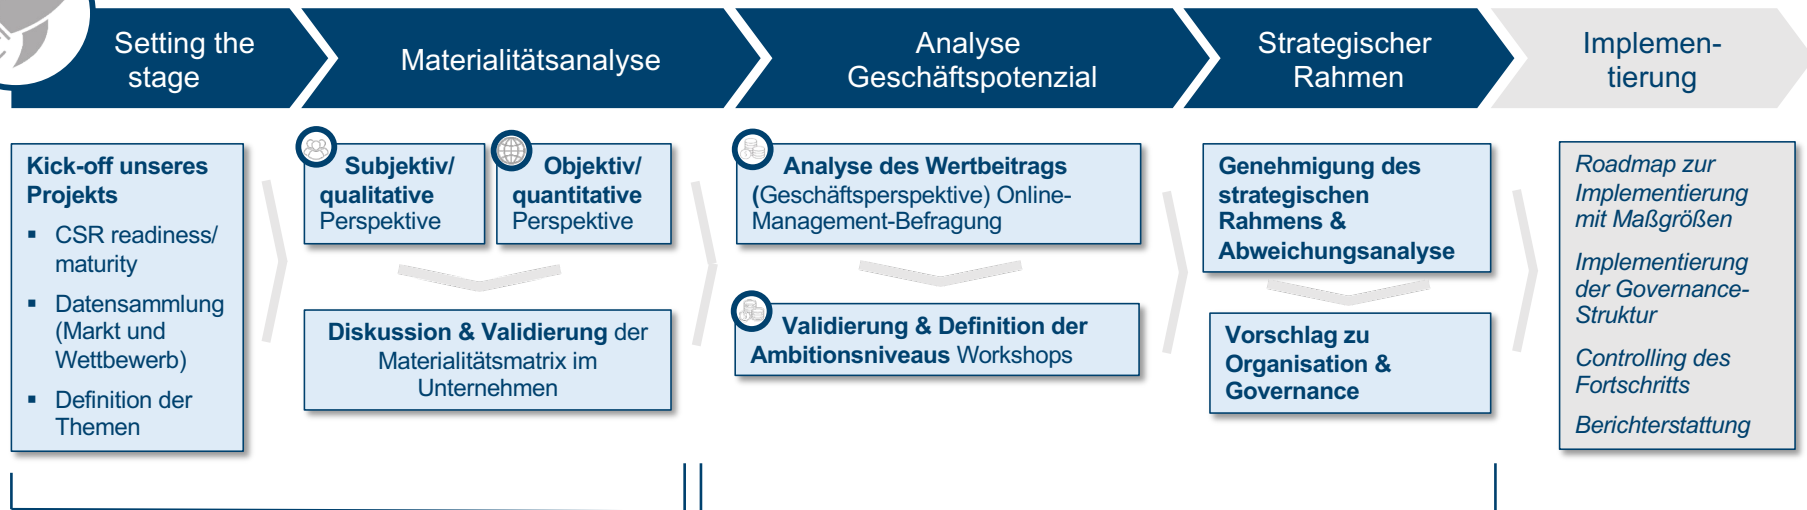 Setting the
stage
Materialitätsanalyse
Analyse
Geschäftspotenzial
Strategischer
Rahmen
Implemen-
tierung
Kick-off unseres
Projekts
▪ CSR readiness/
maturity
▪ Datensammlung
(Markt und
Wettbewerb)
▪ Definition der
Themen
Subjektiv/
qualitative
Perspektive
Objektiv/
quantitative
Perspektive
Diskussion & Validierung der
Materialitätsmatrix im
Unternehmen
Analyse des Wertbeitrags
(Geschäftsperspektive) Online-
Management-Befragung
Validierung & Definition der
Ambitionsniveaus Workshops
Genehmigung des
strategischen
Rahmens &
Abweichungsanalyse
Vorschlag zu
Organisation &
Governance
Roadmap zur
Implementierung
mit Maßgrößen
Implementierung
der Governance-
Struktur
Controlling des
Fortschritts
Berichterstattung